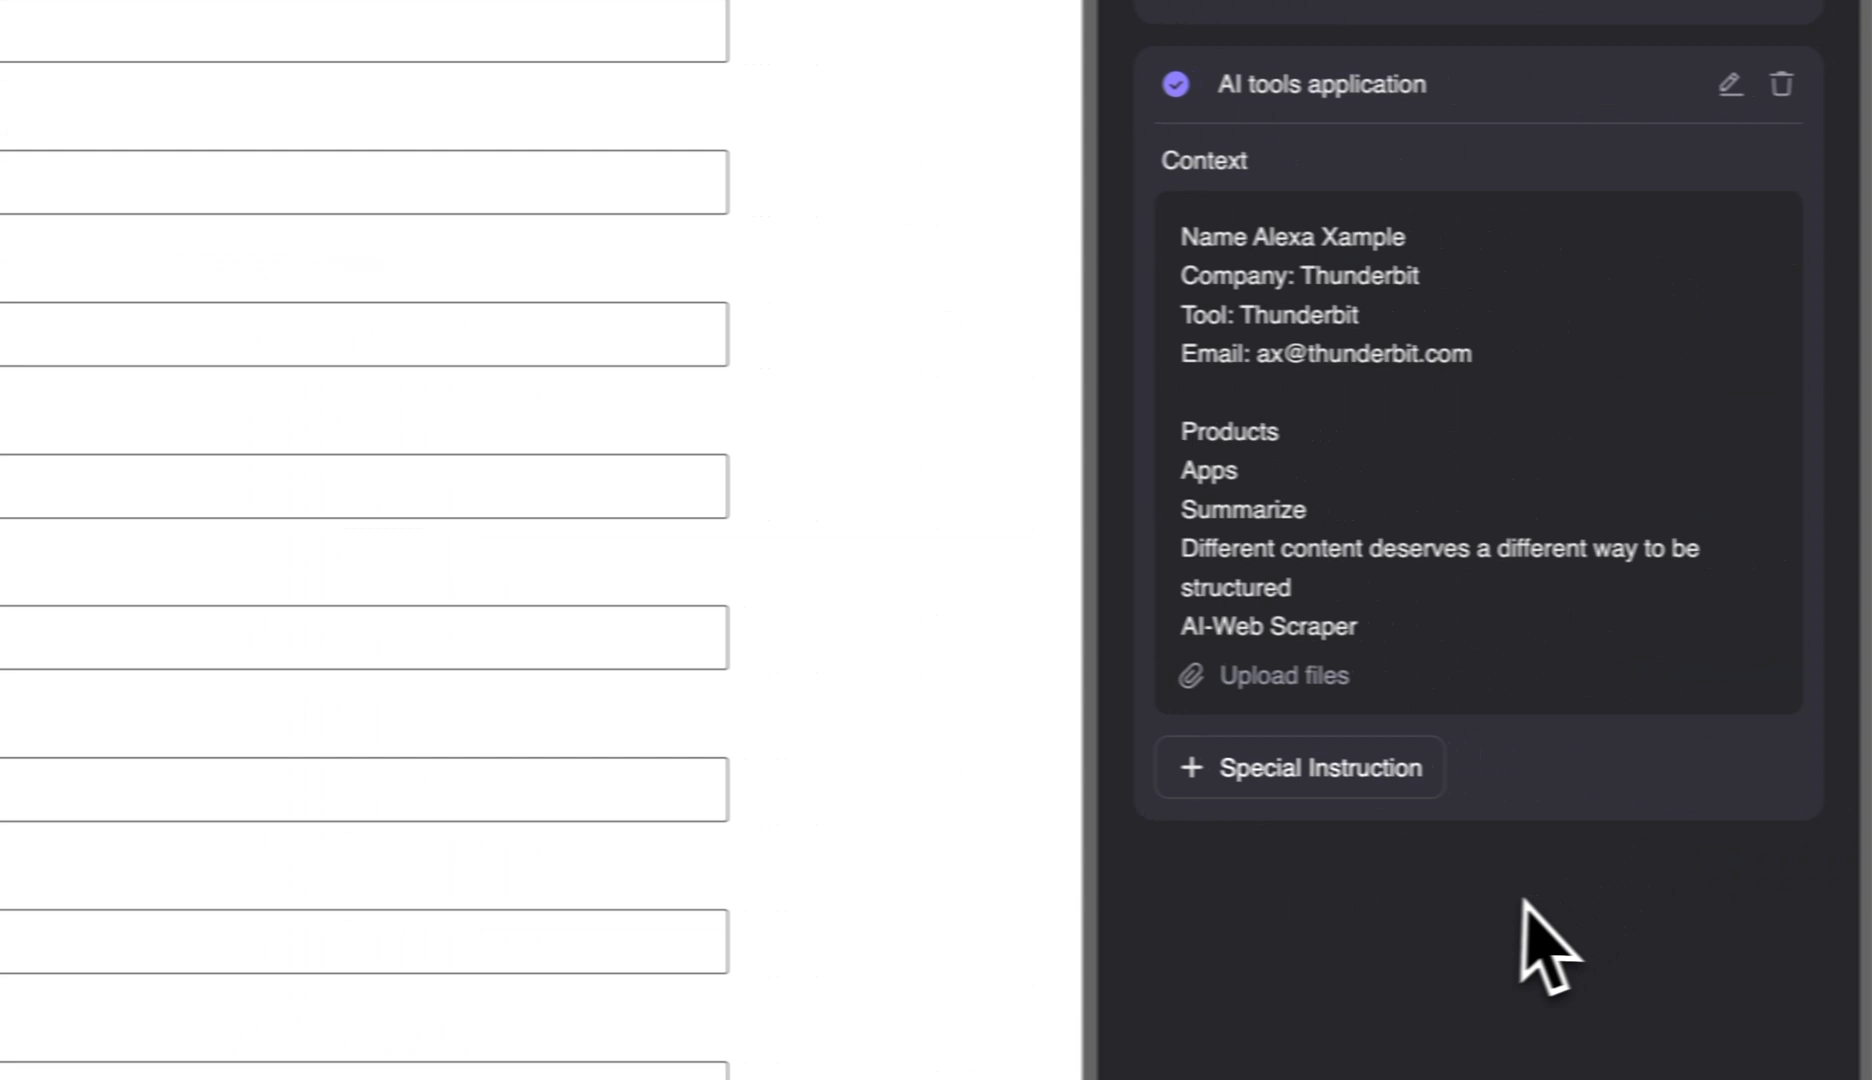 AI tools application
Context
Name Alexa Xample
Company: Thunderbit
Tool: Thunderbit
Email: ax@thunderbit.com
Products
Apps
Summarize
Different content deserves a different way to be
structured
AI-Web Scraper
Upload files
+ Special Instruction